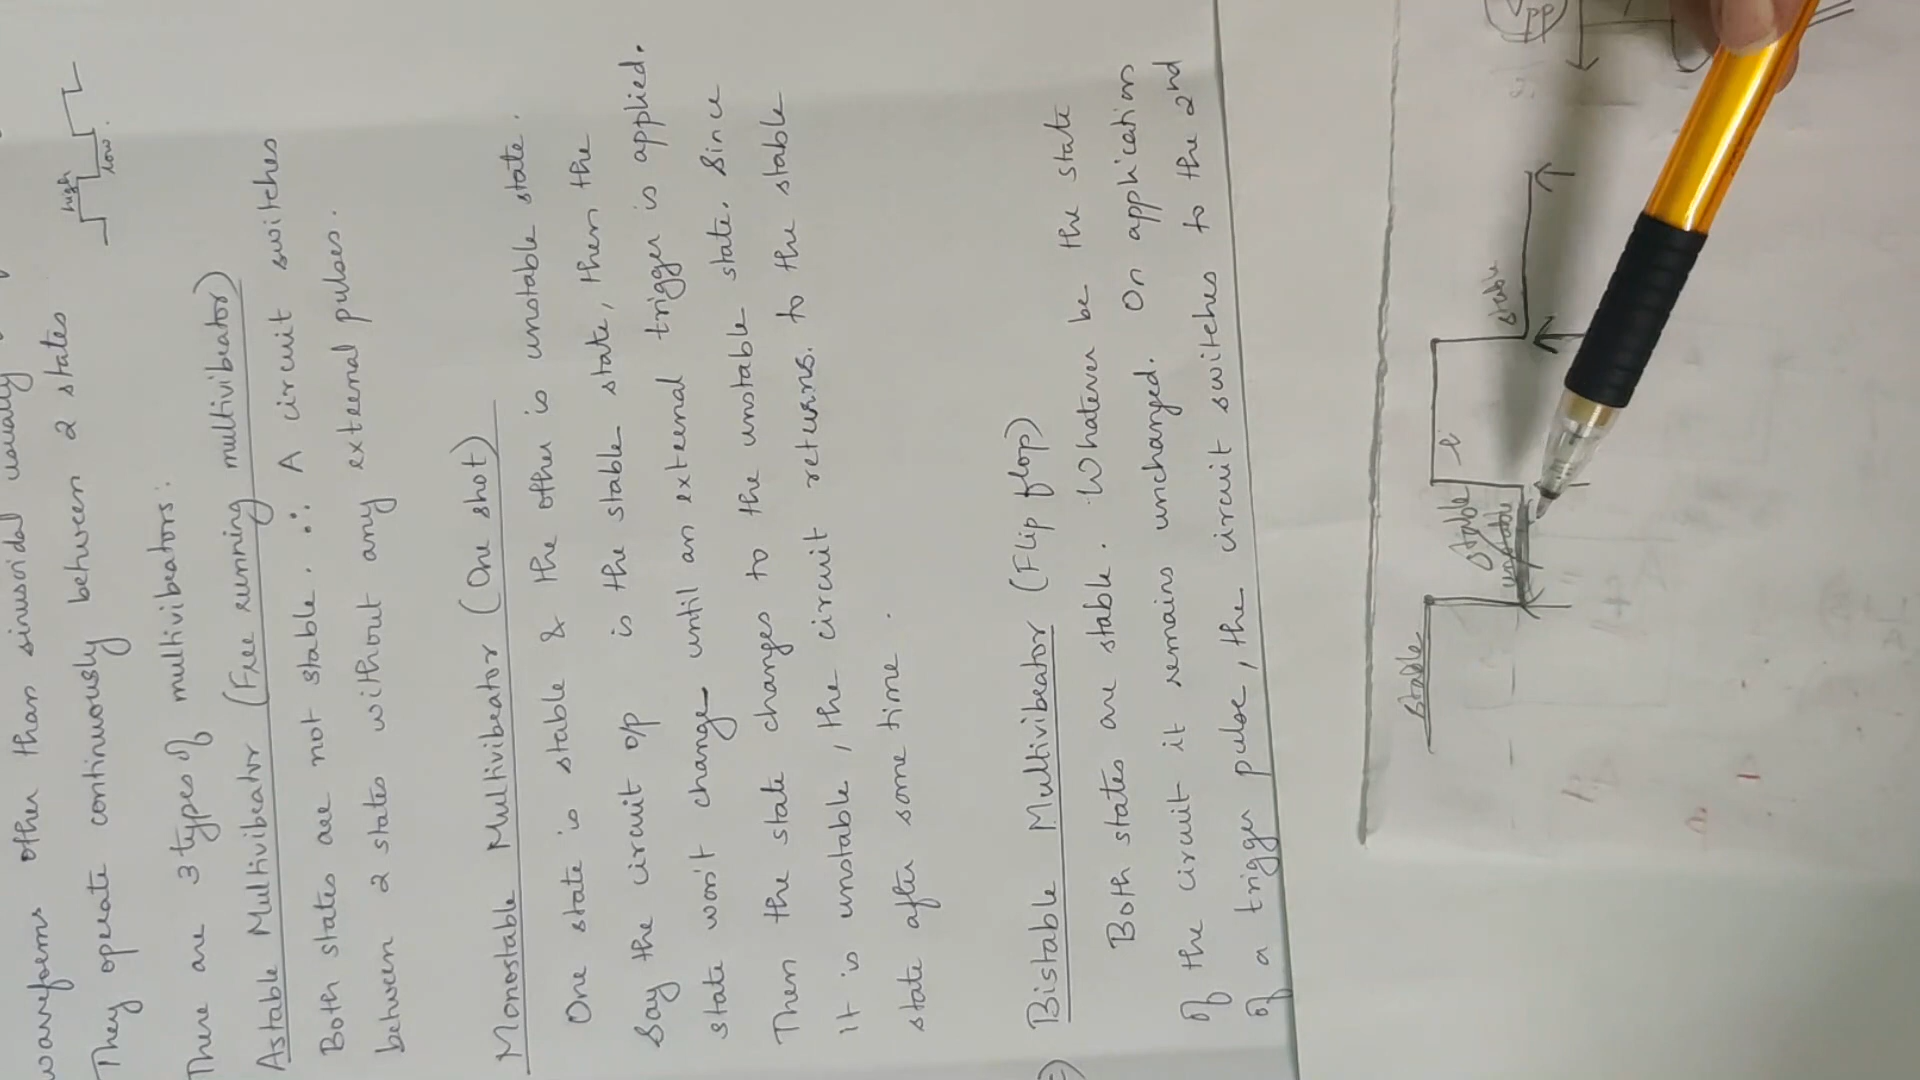 waveforms other than sinusoidal usually
They operate continuously between 2 states
high
low.
There are 3 types of multivibrators:
Astable Multivibrator (Free running multivibrator)
Both states are not stable. ∴ A circuit switches
between 2 states without any external pulses.
Monostable Multivibrator (One shot)
One state is stable & the other is unstable state.
Say the circuit o/p is the stable state, then the
state won't change until an external trigger is applied.
Then the state changes to the unstable state. Since
it is unstable, the circuit returns to the stable
state after some time.
Bistable Multivibrator (Flip flop)
Both states are stable. Whatever be the state
of the circuit it remains unchanged. On application
of a trigger pulse, the circuit switches to the 2nd
stable
stable
unstable
stable